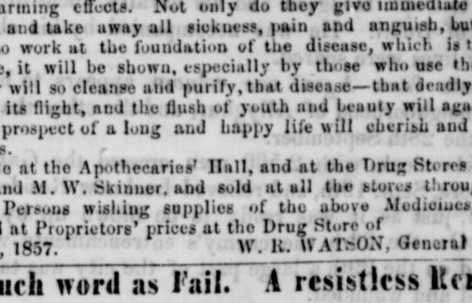 arming effects. Not only do they give immediate
and take away all sickness, pain and anguish, but
o work at the foundation of the disease, which is t
e, it will be shown, especially by those who use th
will so cleanse and purify, that disease—that deadly
its flight, and the flush of youth and beauty will aga
prospect of a long and happy life will cherish and
s.
e at the Apothecaries' Hall, and at the Drug Stores
and M. W. Skinner, and sold at all the stores throu
Persons wishing supplies of the above Medicines
l at Proprietors' prices at the Drug Store of
, 1857. W. R. WATSON, General
uch word as Fail. A resistless Re